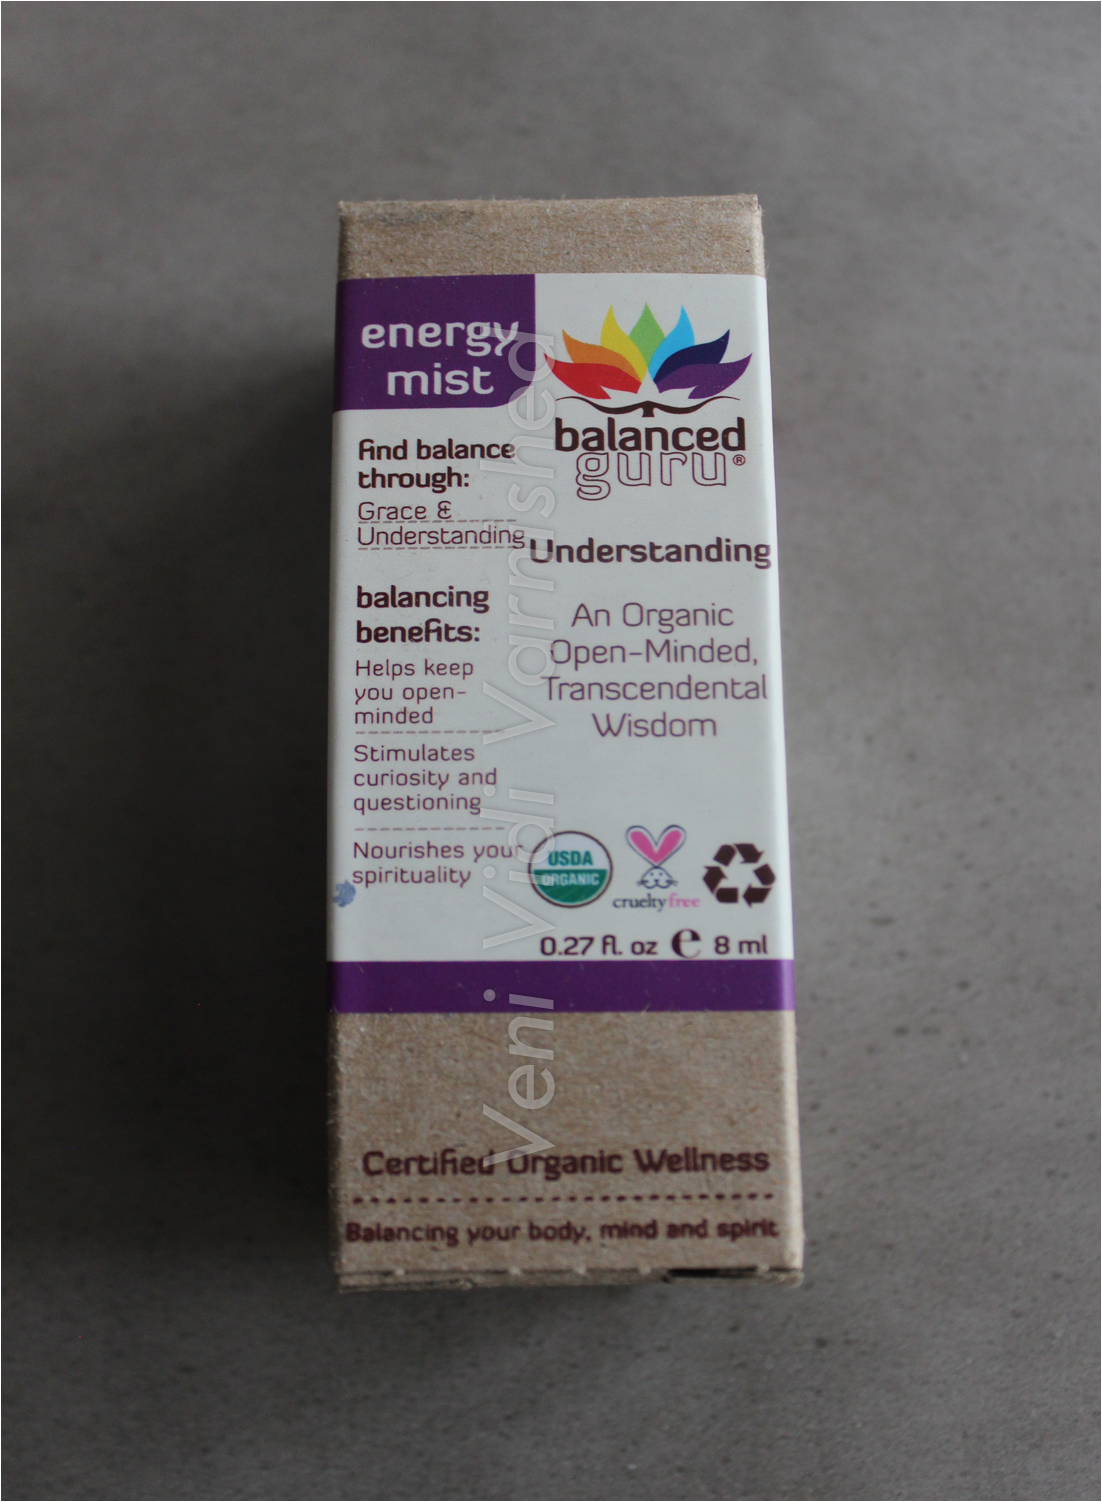 energy
mist
find balance
through:
Grace &
Understanding
balancing
benefits:
Helps keep
you open-
minded
Stimulates
curiosity and
questioning
Nourishes your
spirituality
balanced
guru®
Understanding
An Organic
Open-Minded,
Transcendental
Wisdom
USDA
ORGANIC
cruelty free
0.27 fl. oz e 8 ml
Certified Organic Wellness
Balancing your body, mind and spirit
Veni Vidi Varnished